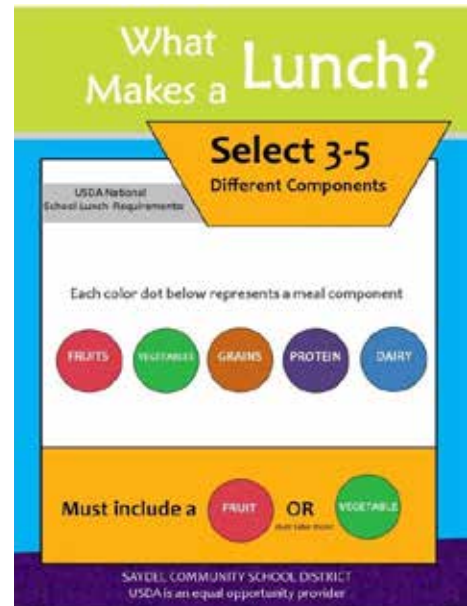 What
Makes a Lunch?
Select 3-5
Different Components
USDA National
School Lunch Requirements
Each color dot below represents a meal component
FRUITS VEGETABLES GRAINS PROTEIN DAIRY
Must include a FRUIT OR VEGETABLE
SAYDEL COMMUNITY SCHOOL DISTRICT
USDA is an equal opportunity provider